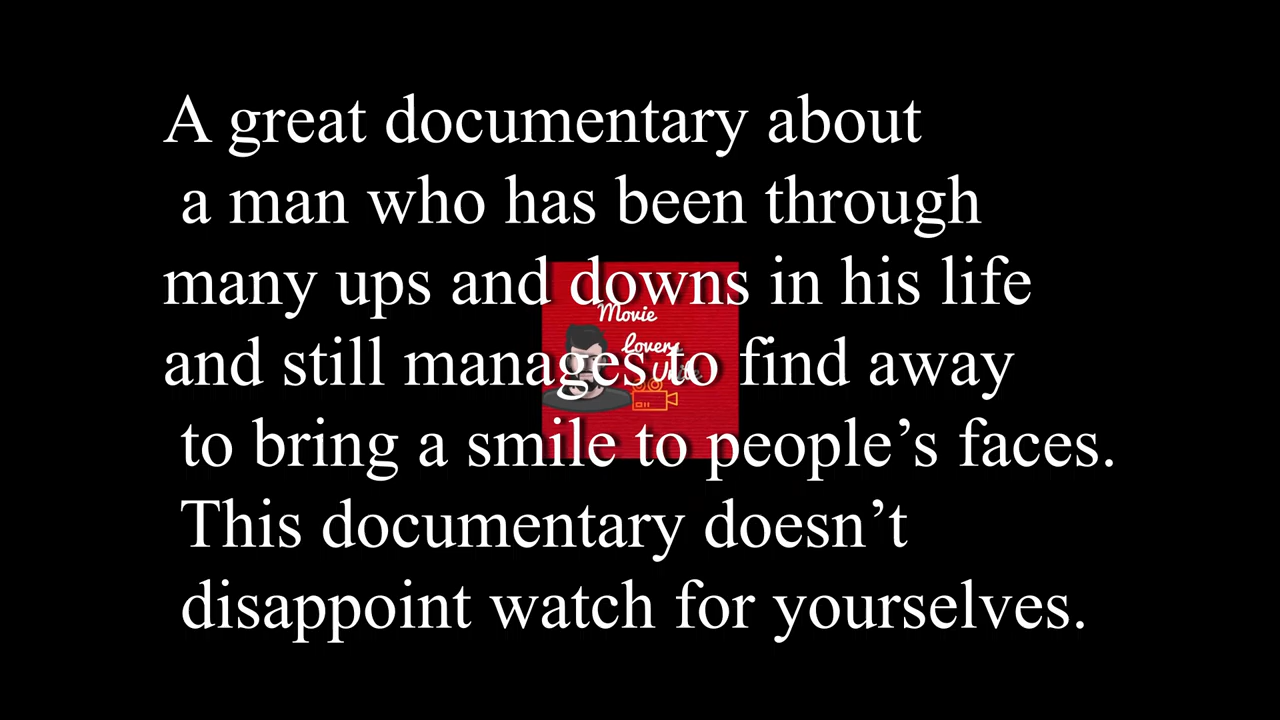 A great documentary about
a man who has been through
many ups and downs in his life
and still manages to find away
to bring a smile to people’s faces.
This documentary doesn’t
disappoint watch for yourselves.
Movie
Lovers